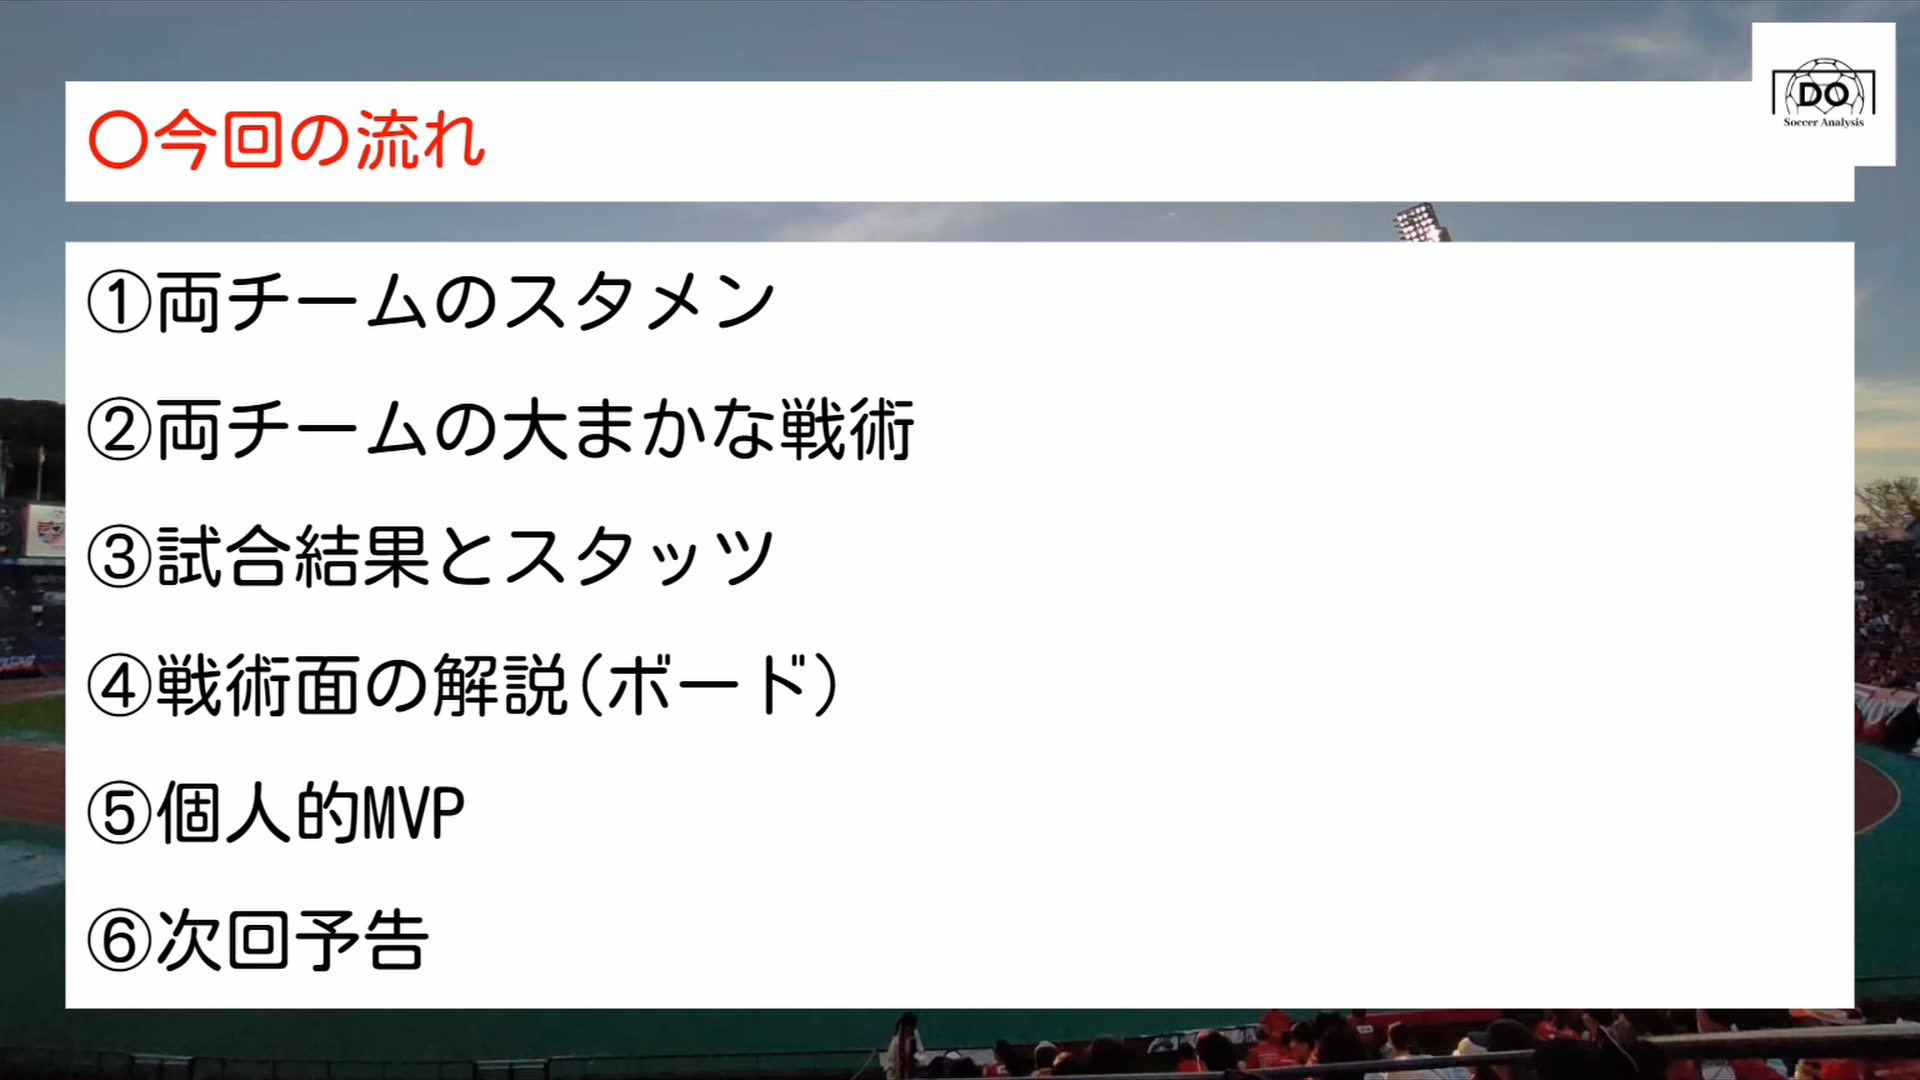 〇今回の流れ
DO
Soccer Analysis
①両チームのスタメン
②両チームの大まかな戦術
③試合結果とスタッツ
④戦術面の解説(ボード)
⑤個人的MVP
⑥次回予告